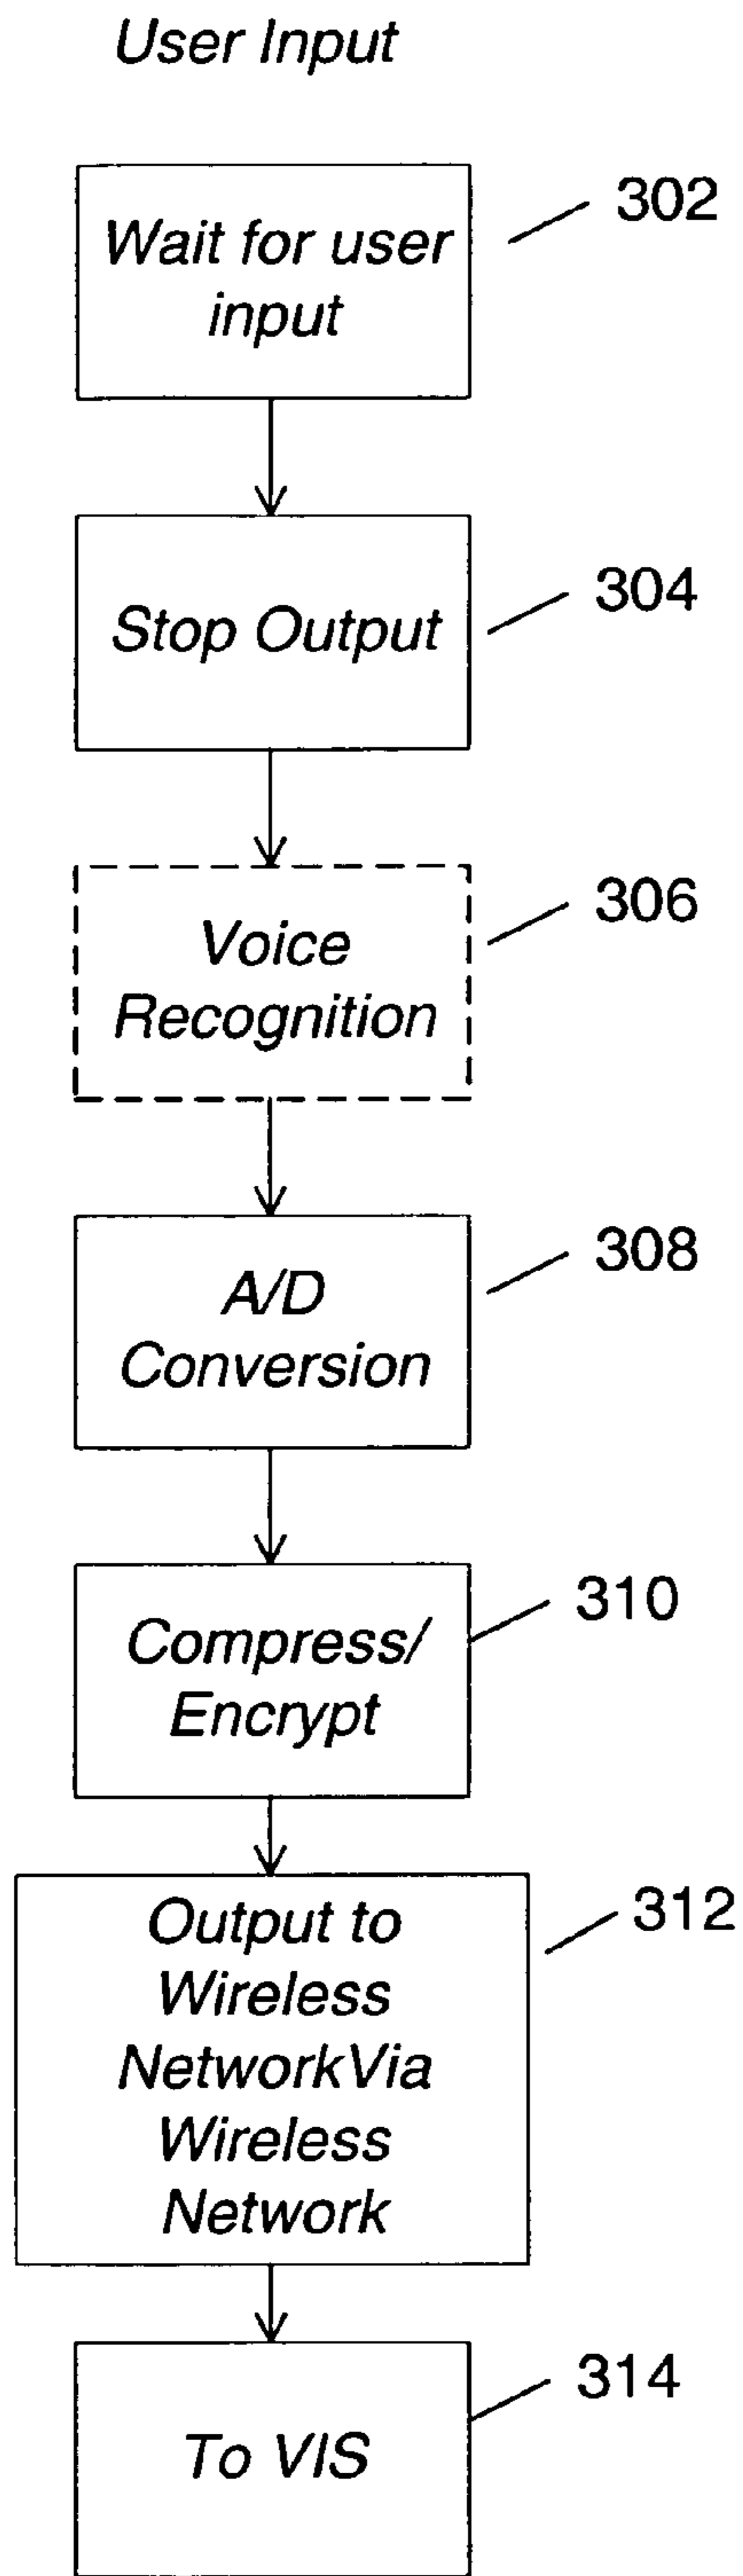 User Input
Wait for user
input
302
Stop Output
304
Voice
Recognition
306
A/D
Conversion
308
Compress/
Encrypt
310
Output to
Wireless
NetworkVia
Wireless
Network
312
To VIS
314